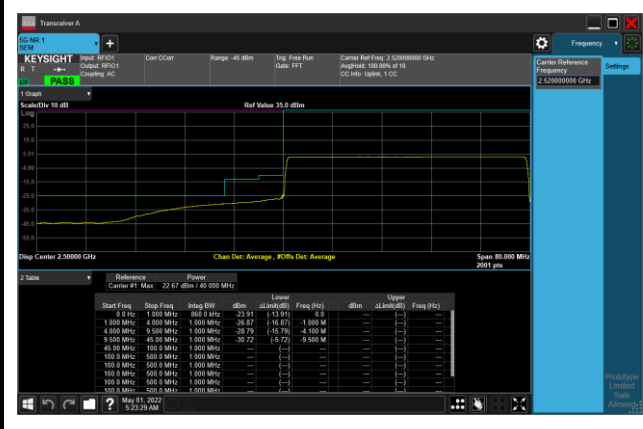 Transceiver A
5G NR 1
SEM
Frequency
KEYSIGHT
R T
PASS
Input: RFIO1
Output: RFIO1
Coupling: AC
Corr CCorr
Range: -45 dBm
Trig: Free Run
Gate: FFT
Carrier Ref Freq: 2.520000000 GHz
Avg|Hold: 100.00% of 10
CC Info: Uplink, 1 CC
Carrier Reference
Frequency
2.520000000 GHz
Settings
1 Graph
Scale/Div 10 dB
Ref Value 35.0 dBm
Log
25.0
15.0
5.01
-4.99
-15.0
-25.0
-35.0
-45.0
-55.0
Disp Center 2.50000 GHz
Chan Det: Average , #Offs Det: Average
Span 80.000 MHz
2001 pts
2 Table
Reference Power
Carrier #1 Max 22.67 dBm / 40.000 MHz
Lower Upper
Start Freq Stop Freq Integ BW dBm ΔLimit(dB) Freq (Hz) dBm ΔLimit(dB) Freq (Hz)
0.0 Hz 1.000 MHz 860.0 kHz -23.91 (-13.91) 0.0 --- (---) ---
1.000 MHz 4.000 MHz 1.000 MHz -26.87 (-16.87) -1.000 M --- (---) ---
4.000 MHz 9.500 MHz 1.000 MHz -28.79 (-15.79) -4.100 M --- (---) ---
9.500 MHz 45.00 MHz 1.000 MHz -30.72 (-5.72) -9.500 M --- (---) ---
45.00 MHz 100.0 MHz 1.000 MHz --- (---) --- --- (---) ---
100.0 MHz 500.0 MHz 1.000 MHz --- (---) --- --- (---) ---
100.0 MHz 500.0 MHz 1.000 MHz --- (---) --- --- (---) ---
100.0 MHz 500.0 MHz 1.000 MHz --- (---) --- --- (---) ---
100.0 MHz 500.0 MHz 1.000 MHz --- (---) --- --- (---) ---
100.0 MHz 500.0 MHz 1.000 MHz --- (---) --- --- (---) ---
May 01, 2022
5:23:29 AM
Prototype
Limited
Sale
Allowed